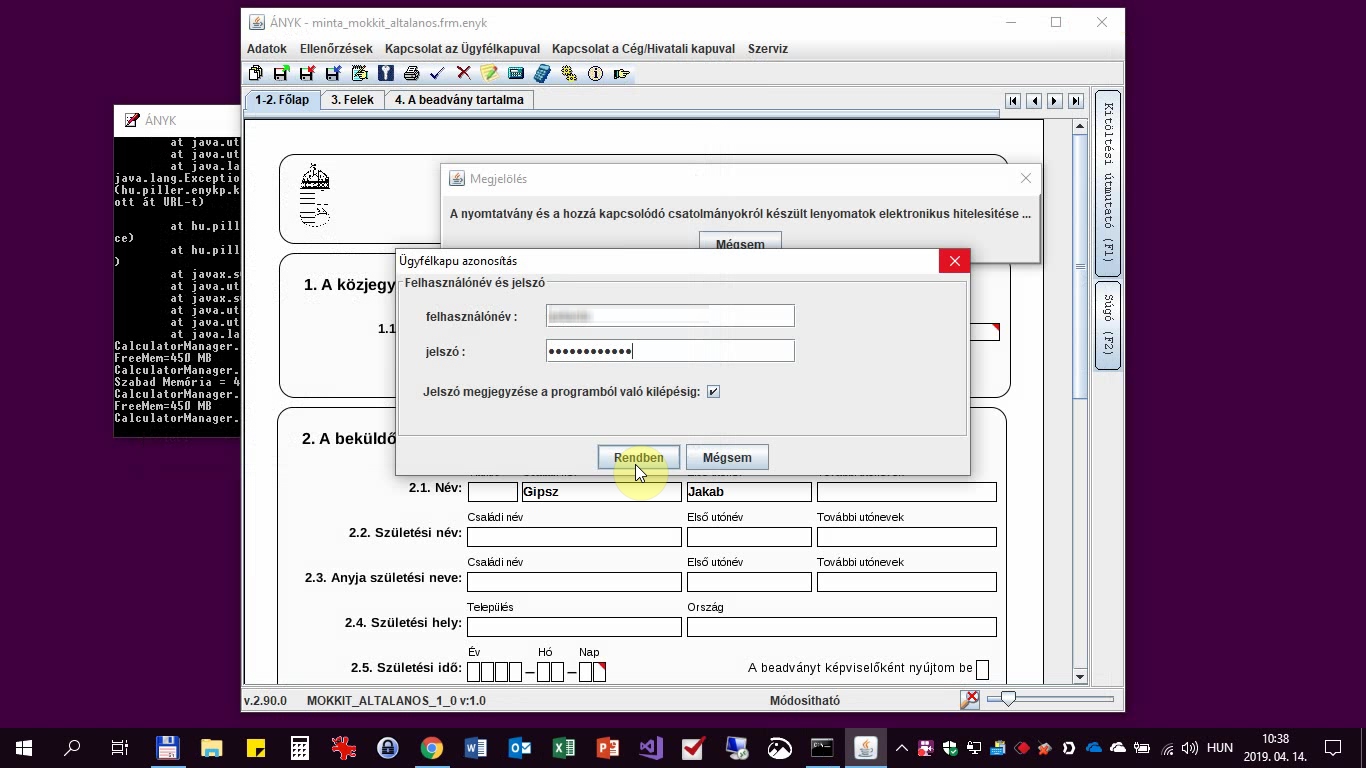 ÁNYK - minta_mokkit_altalanos.frm.enyk
Adatok Ellenőrzések Kapcsolat az Ügyfélkapuval Kapcsolat a Cég/Hivatali kapuval Szerviz
1-2. Főlap 3. Felek 4. A beadvány tartalma
ÁNYK
at java.ut
at java.ut
at java.la
java.lang.Exceptio
(hu.piller.enykp.k
ott át URL-t)
at hu.pill
ce)
at hu.pill
)
at javax.s
at java.ut
at javax.s
at java.ut
at java.ut
at java.la
CalculatorManager.
FreeMem=450 MB
CalculatorManager.
Szabad Memória = 4
CalculatorManager.
FreeMem=450 MB
CalculatorManager.
Megjelölés
A nyomtatvány és a hozzá kapcsolódó csatolmányokról készült lenyomatok elektronikus hitelesítése ...
Mégsem
Ügyfélkapu azonosítás
Felhasználónév és jelszó
felhasználónév :
jelszó :
Jelszó megjegyzése a programból való kilépésig:
Rendben Mégsem
1. A közjegy
1.1
2. A beküldő
2.1. Név: Gipsz Jakab
Családi név Első utónév További utónevek
2.2. Születési név:
Családi név Első utónév További utónevek
2.3. Anyja születési neve:
Település Ország
2.4. Születési hely:
Év Hó Nap
2.5. Születési idő: A beadványt képviselőként nyújtom be
Kitöltési útmutató (F1)
Súgó (F2)
v.2.90.0 MOKKIT_ALTALANOS_1_0 v:1.0 Módosítható
HUN
10:38
2019. 04. 14.